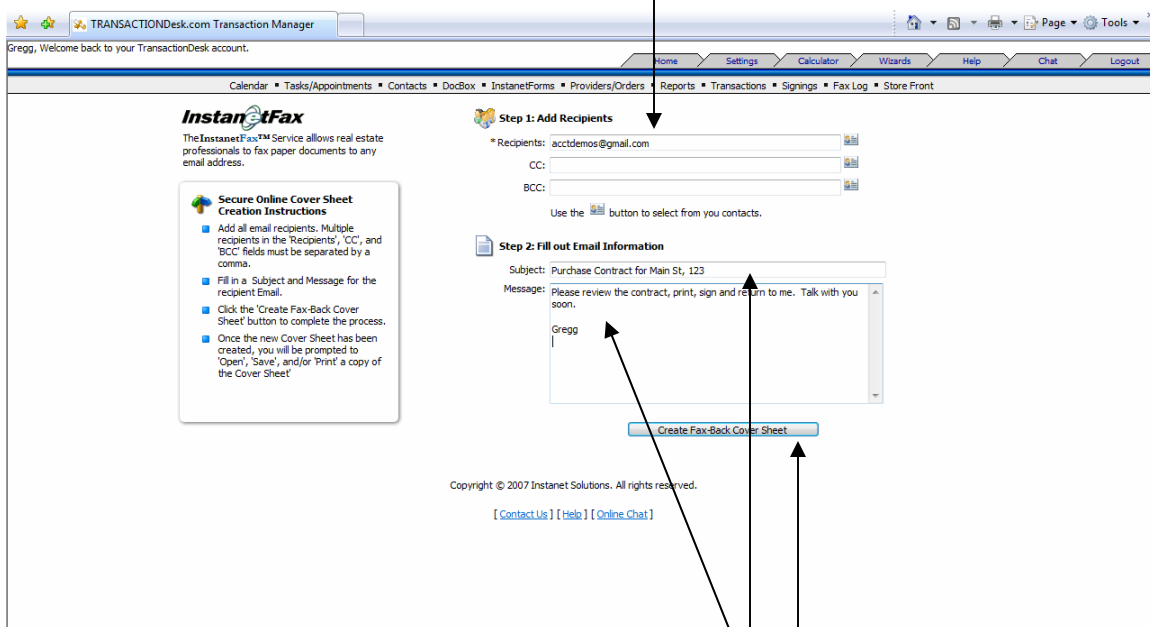 TRANSACTIONDesk.com Transaction Manager
Page
Tools
Gregg, Welcome back to your TransactionDesk account.
Home Settings Calculator Wizards Help Chat Logout
Calendar ▪ Tasks/Appointments ▪ Contacts ▪ DocBox ▪ InstanetForms ▪ Providers/Orders ▪ Reports ▪ Transactions ▪ Signings ▪ Fax Log ▪ Store Front
InstanetFax
The InstanetFax™ Service allows real estate
professionals to fax paper documents to any
email address.
Secure Online Cover Sheet
Creation Instructions
Add all email recipients. Multiple
recipients in the 'Recipients', 'CC', and
'BCC' fields must be separated by a
comma.
Fill in a Subject and Message for the
recipient Email.
Click the 'Create Fax-Back Cover
Sheet' button to complete the process.
Once the new Cover Sheet has been
created, you will be prompted to
'Open', 'Save', and/or 'Print' a copy of
the Cover Sheet'
Step 1: Add Recipients
*Recipients: acctdemos@gmail.com
CC:
BCC:
Use the button to select from you contacts.
Step 2: Fill out Email Information
Subject: Purchase Contract for Main St, 123
Message: Please review the contract, print, sign and return to me. Talk with you
soon.
Gregg
Create Fax-Back Cover Sheet
Copyright © 2007 Instanet Solutions. All rights reserved.
[ Contact Us ] [ Help ] [ Online Chat ]